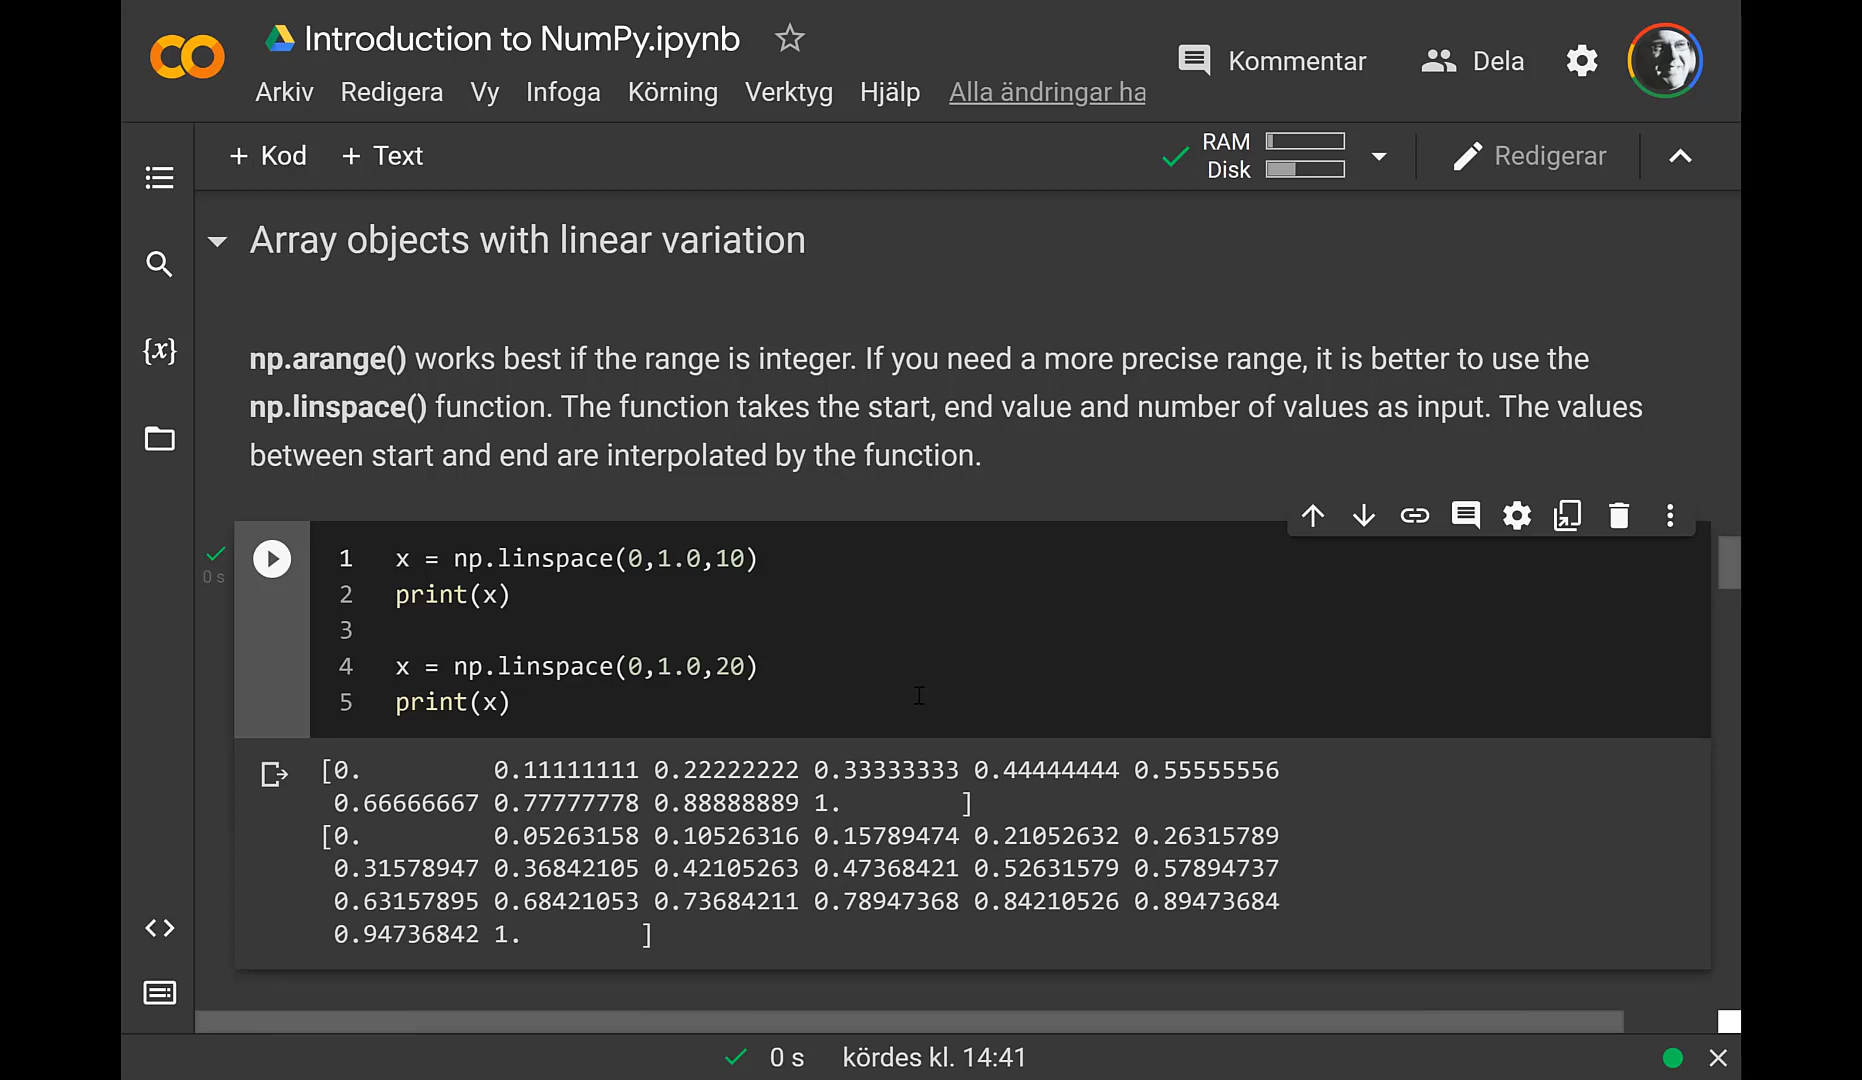 Introduction to NumPy.ipynb
Kommentar Dela
Arkiv Redigera Vy Infoga Körning Verktyg Hjälp Alla ändringar ha
+ Kod + Text
RAM
Disk
Redigerar
Array objects with linear variation
{x}
np.arange() works best if the range is integer. If you need a more precise range, it is better to use the
np.linspace() function. The function takes the start, end value and number of values as input. The values
between start and end are interpolated by the function.
0 s
1 x = np.linspace(0,1.0,10)
2 print(x)
3
4 x = np.linspace(0,1.0,20)
5 print(x)
[0.         0.11111111 0.22222222 0.33333333 0.44444444 0.55555556
 0.66666667 0.77777778 0.88888889 1.        ]
[0.         0.05263158 0.10526316 0.15789474 0.21052632 0.26315789
 0.31578947 0.36842105 0.42105263 0.47368421 0.52631579 0.57894737
 0.63157895 0.68421053 0.73684211 0.78947368 0.84210526 0.89473684
 0.94736842 1.        ]
0 s kördes kl. 14:41